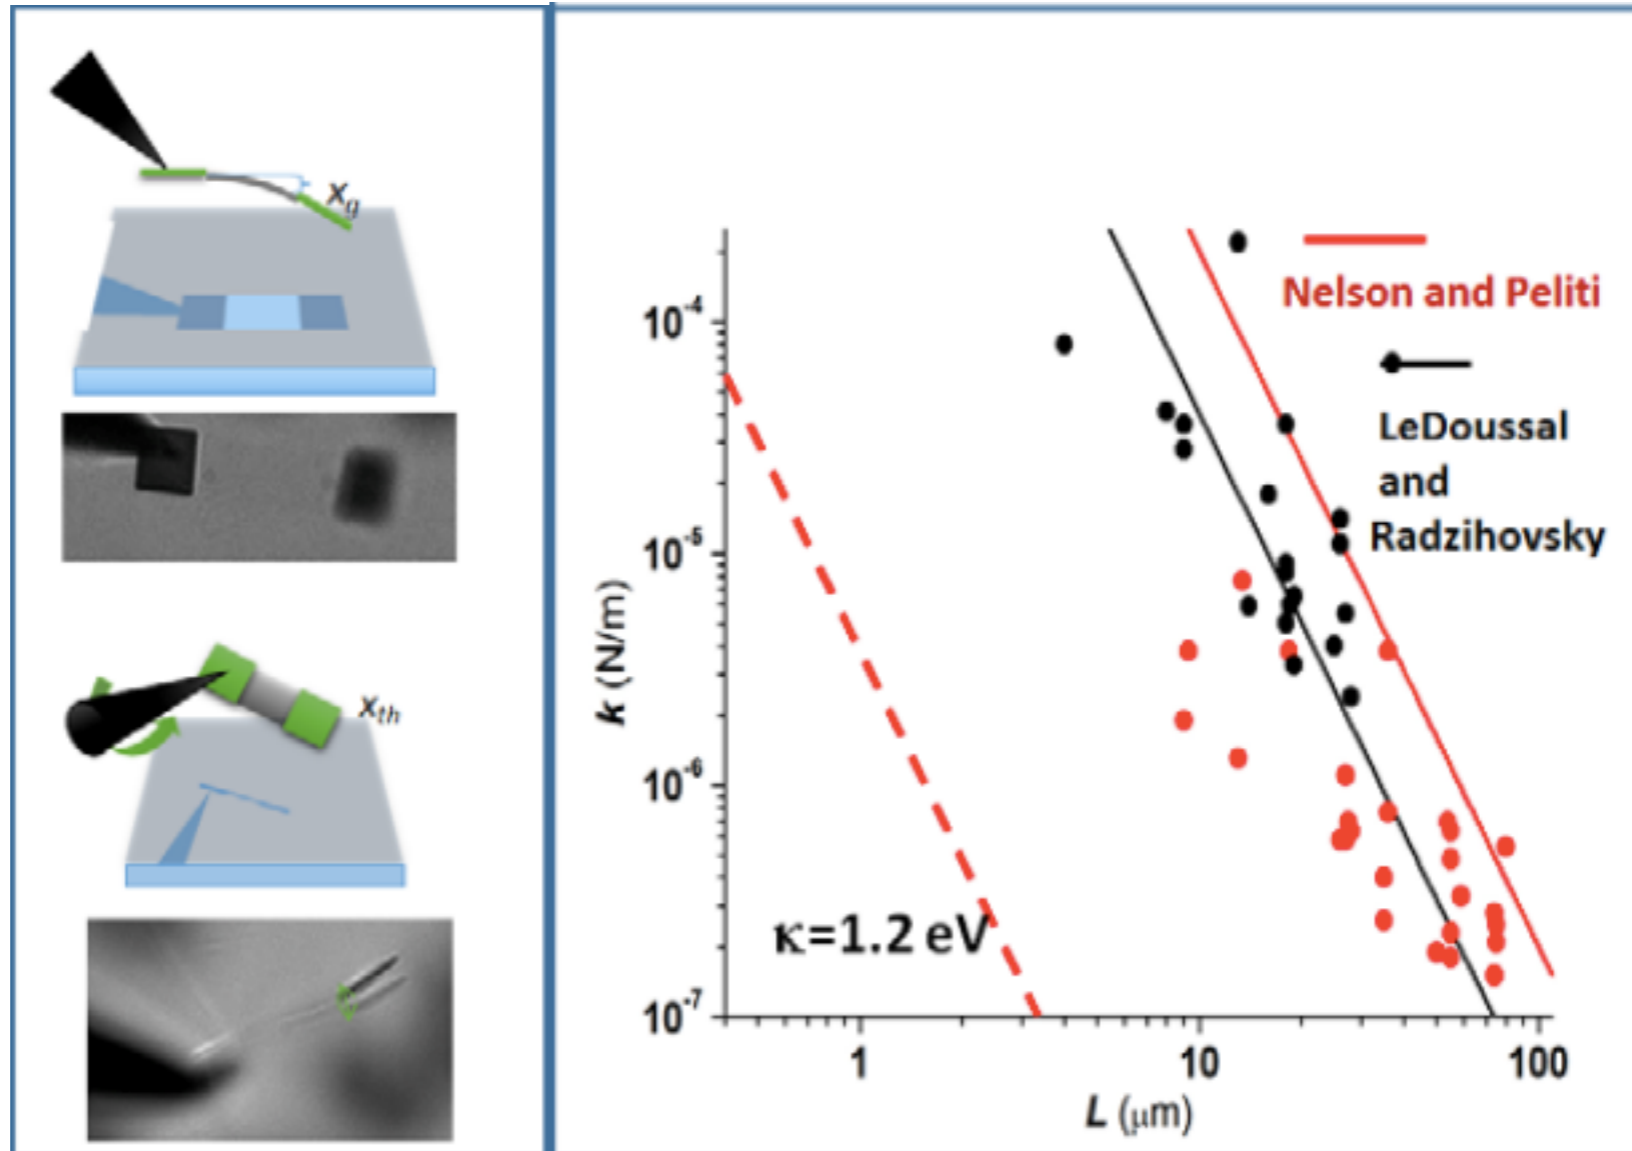 x_g
x_th
Nelson and Peliti
LeDoussal
and
Radzihovsky
10^-4
10^-5
10^-6
10^-7
k (N/m)
κ=1.2 eV
1
10
100
L (μm)